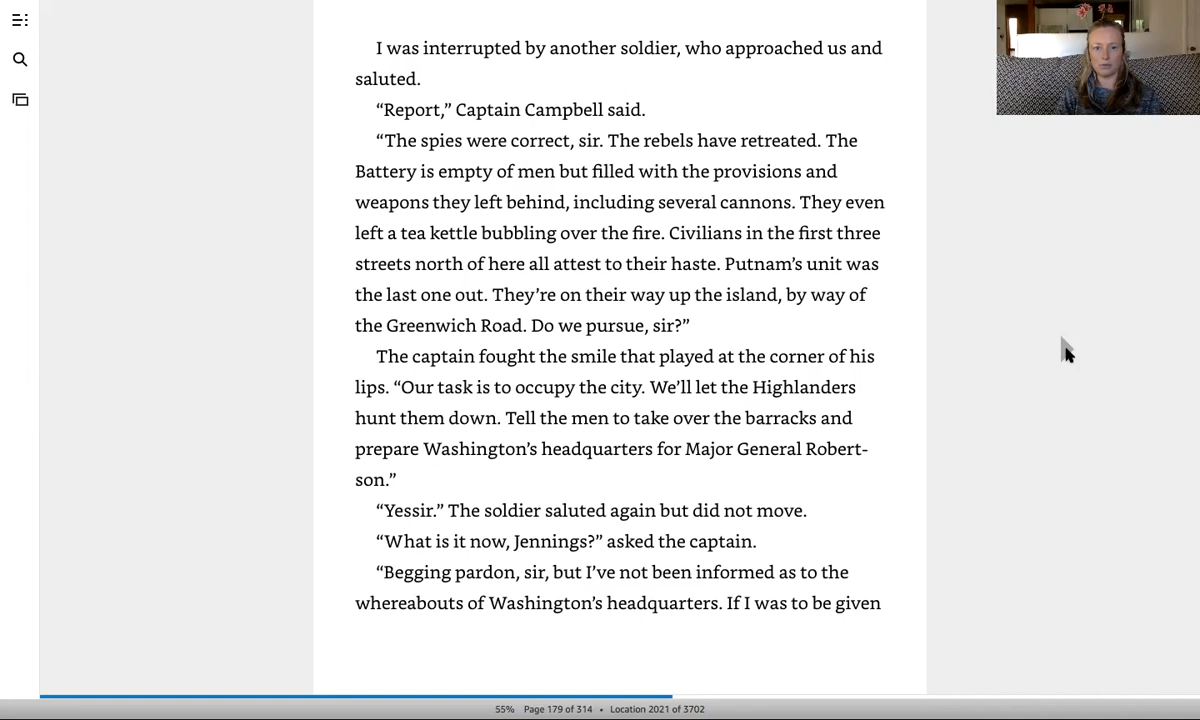 I was interrupted by another soldier, who approached us and
saluted.
“Report,” Captain Campbell said.
“The spies were correct, sir. The rebels have retreated. The
Battery is empty of men but filled with the provisions and
weapons they left behind, including several cannons. They even
left a tea kettle bubbling over the fire. Civilians in the first three
streets north of here all attest to their haste. Putnam’s unit was
the last one out. They’re on their way up the island, by way of
the Greenwich Road. Do we pursue, sir?”
The captain fought the smile that played at the corner of his
lips. “Our task is to occupy the city. We’ll let the Highlanders
hunt them down. Tell the men to take over the barracks and
prepare Washington’s headquarters for Major General Robert-
son.”
“Yessir.” The soldier saluted again but did not move.
“What is it now, Jennings?” asked the captain.
“Begging pardon, sir, but I’ve not been informed as to the
whereabouts of Washington’s headquarters. If I was to be given
55% Page 179 of 314 • Location 2021 of 3702